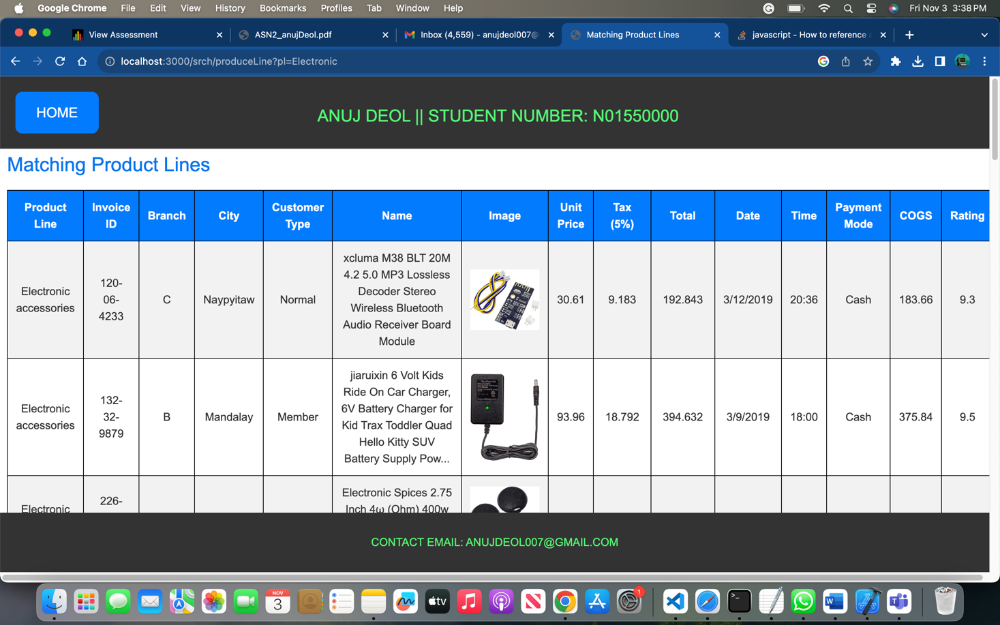 Google Chrome File Edit View History Bookmarks Profiles Tab Window Help Fri Nov 3 3:38 PM
View Assessment
ASN2_anujDeol.pdf
Inbox (4,559) - anujdeol007@
Matching Product Lines
javascript - How to reference
localhost:3000/srch/produceLine?pl=Electronic
HOME
ANUJ DEOL || STUDENT NUMBER: N01550000
Matching Product Lines
Product Line
Invoice ID
Branch
City
Customer Type
Name
Image
Unit Price
Tax (5%)
Total
Date
Time
Payment Mode
COGS
Rating
Electronic accessories
120-
06-
4233
C
Naypyitaw
Normal
xcluma M38 BLT 20M
4.2 5.0 MP3 Lossless
Decoder Stereo
Wireless Bluetooth
Audio Receiver Board
Module
30.61
9.183
192.843
3/12/2019
20:36
Cash
183.66
9.3
Electronic accessories
132-
32-
9879
B
Mandalay
Member
jiaruixin 6 Volt Kids
Ride On Car Charger,
6V Battery Charger for
Kid Trax Toddler Quad
Hello Kitty SUV
Battery Supply Pow...
93.96
18.792
394.632
3/9/2019
18:00
Cash
375.84
9.5
Electronic
226-
Electronic Spices 2.75
Inch 4ω (Ohm) 400w
CONTACT EMAIL: ANUJDEOL007@GMAIL.COM
NOV
3
tv
1